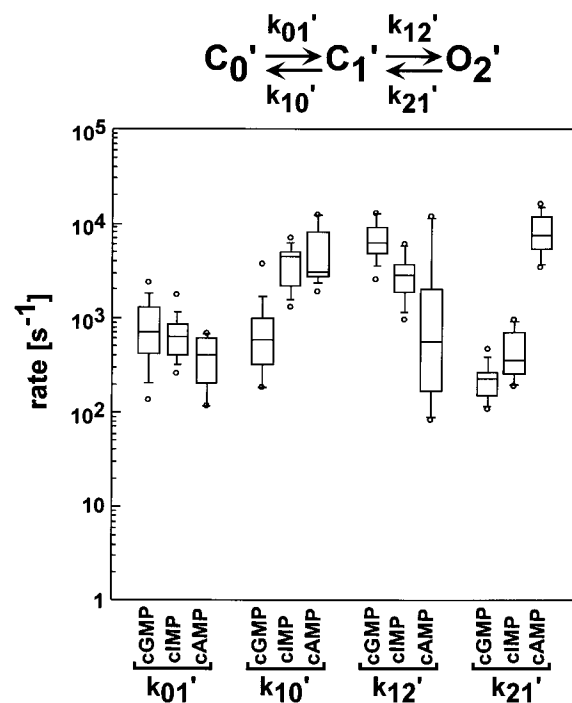 k01' k12'
C0' C1' O2'
k10' k21'
10^5
10^4
10^3
10^2
10
1
rate [s^-1]
cGMP cIMP cAMP cGMP cIMP cAMP cGMP cIMP cAMP cGMP cIMP cAMP
k01' k10' k12' k21'